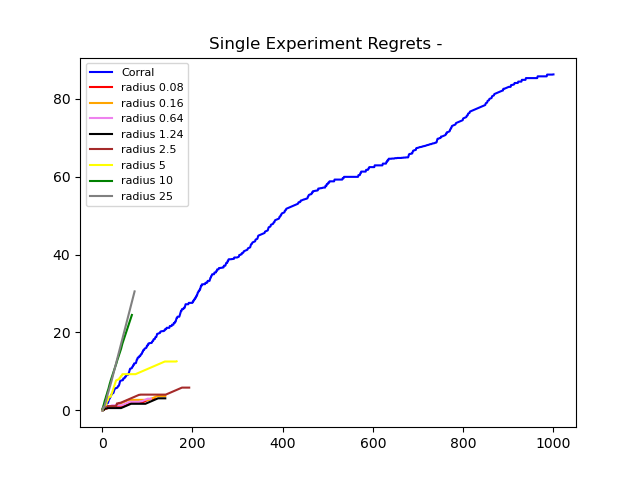 Single Experiment Regrets -
Corral
radius 0.08
radius 0.16
radius 0.64
radius 1.24
radius 2.5
radius 5
radius 10
radius 25
80
60
40
20
0
0 200 400 600 800 1000